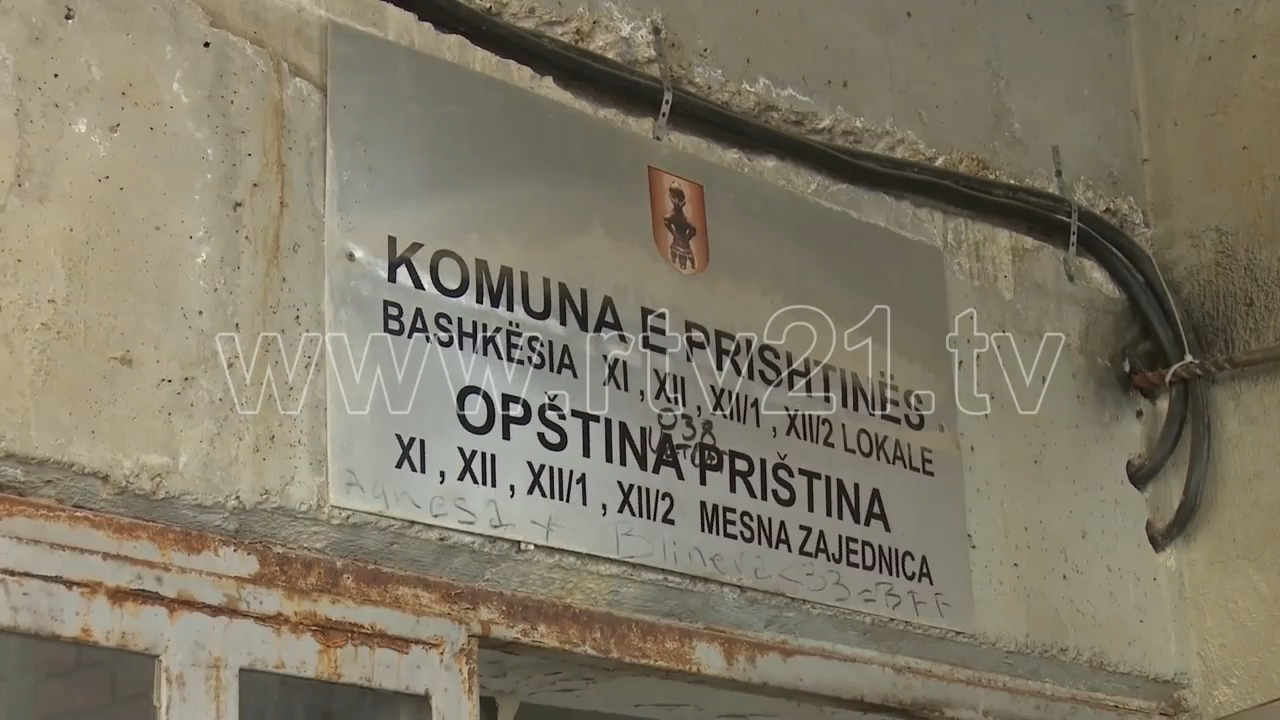 KOMUNA E PRISHTINËS
BASHKËSIA XI , XII , XII/1 , XII/2 LOKALE
OPŠTINA PRIŠTINA
XI , XII , XII/1 , XII/2 MESNA ZAJEDNICA
www.rtv21.tv